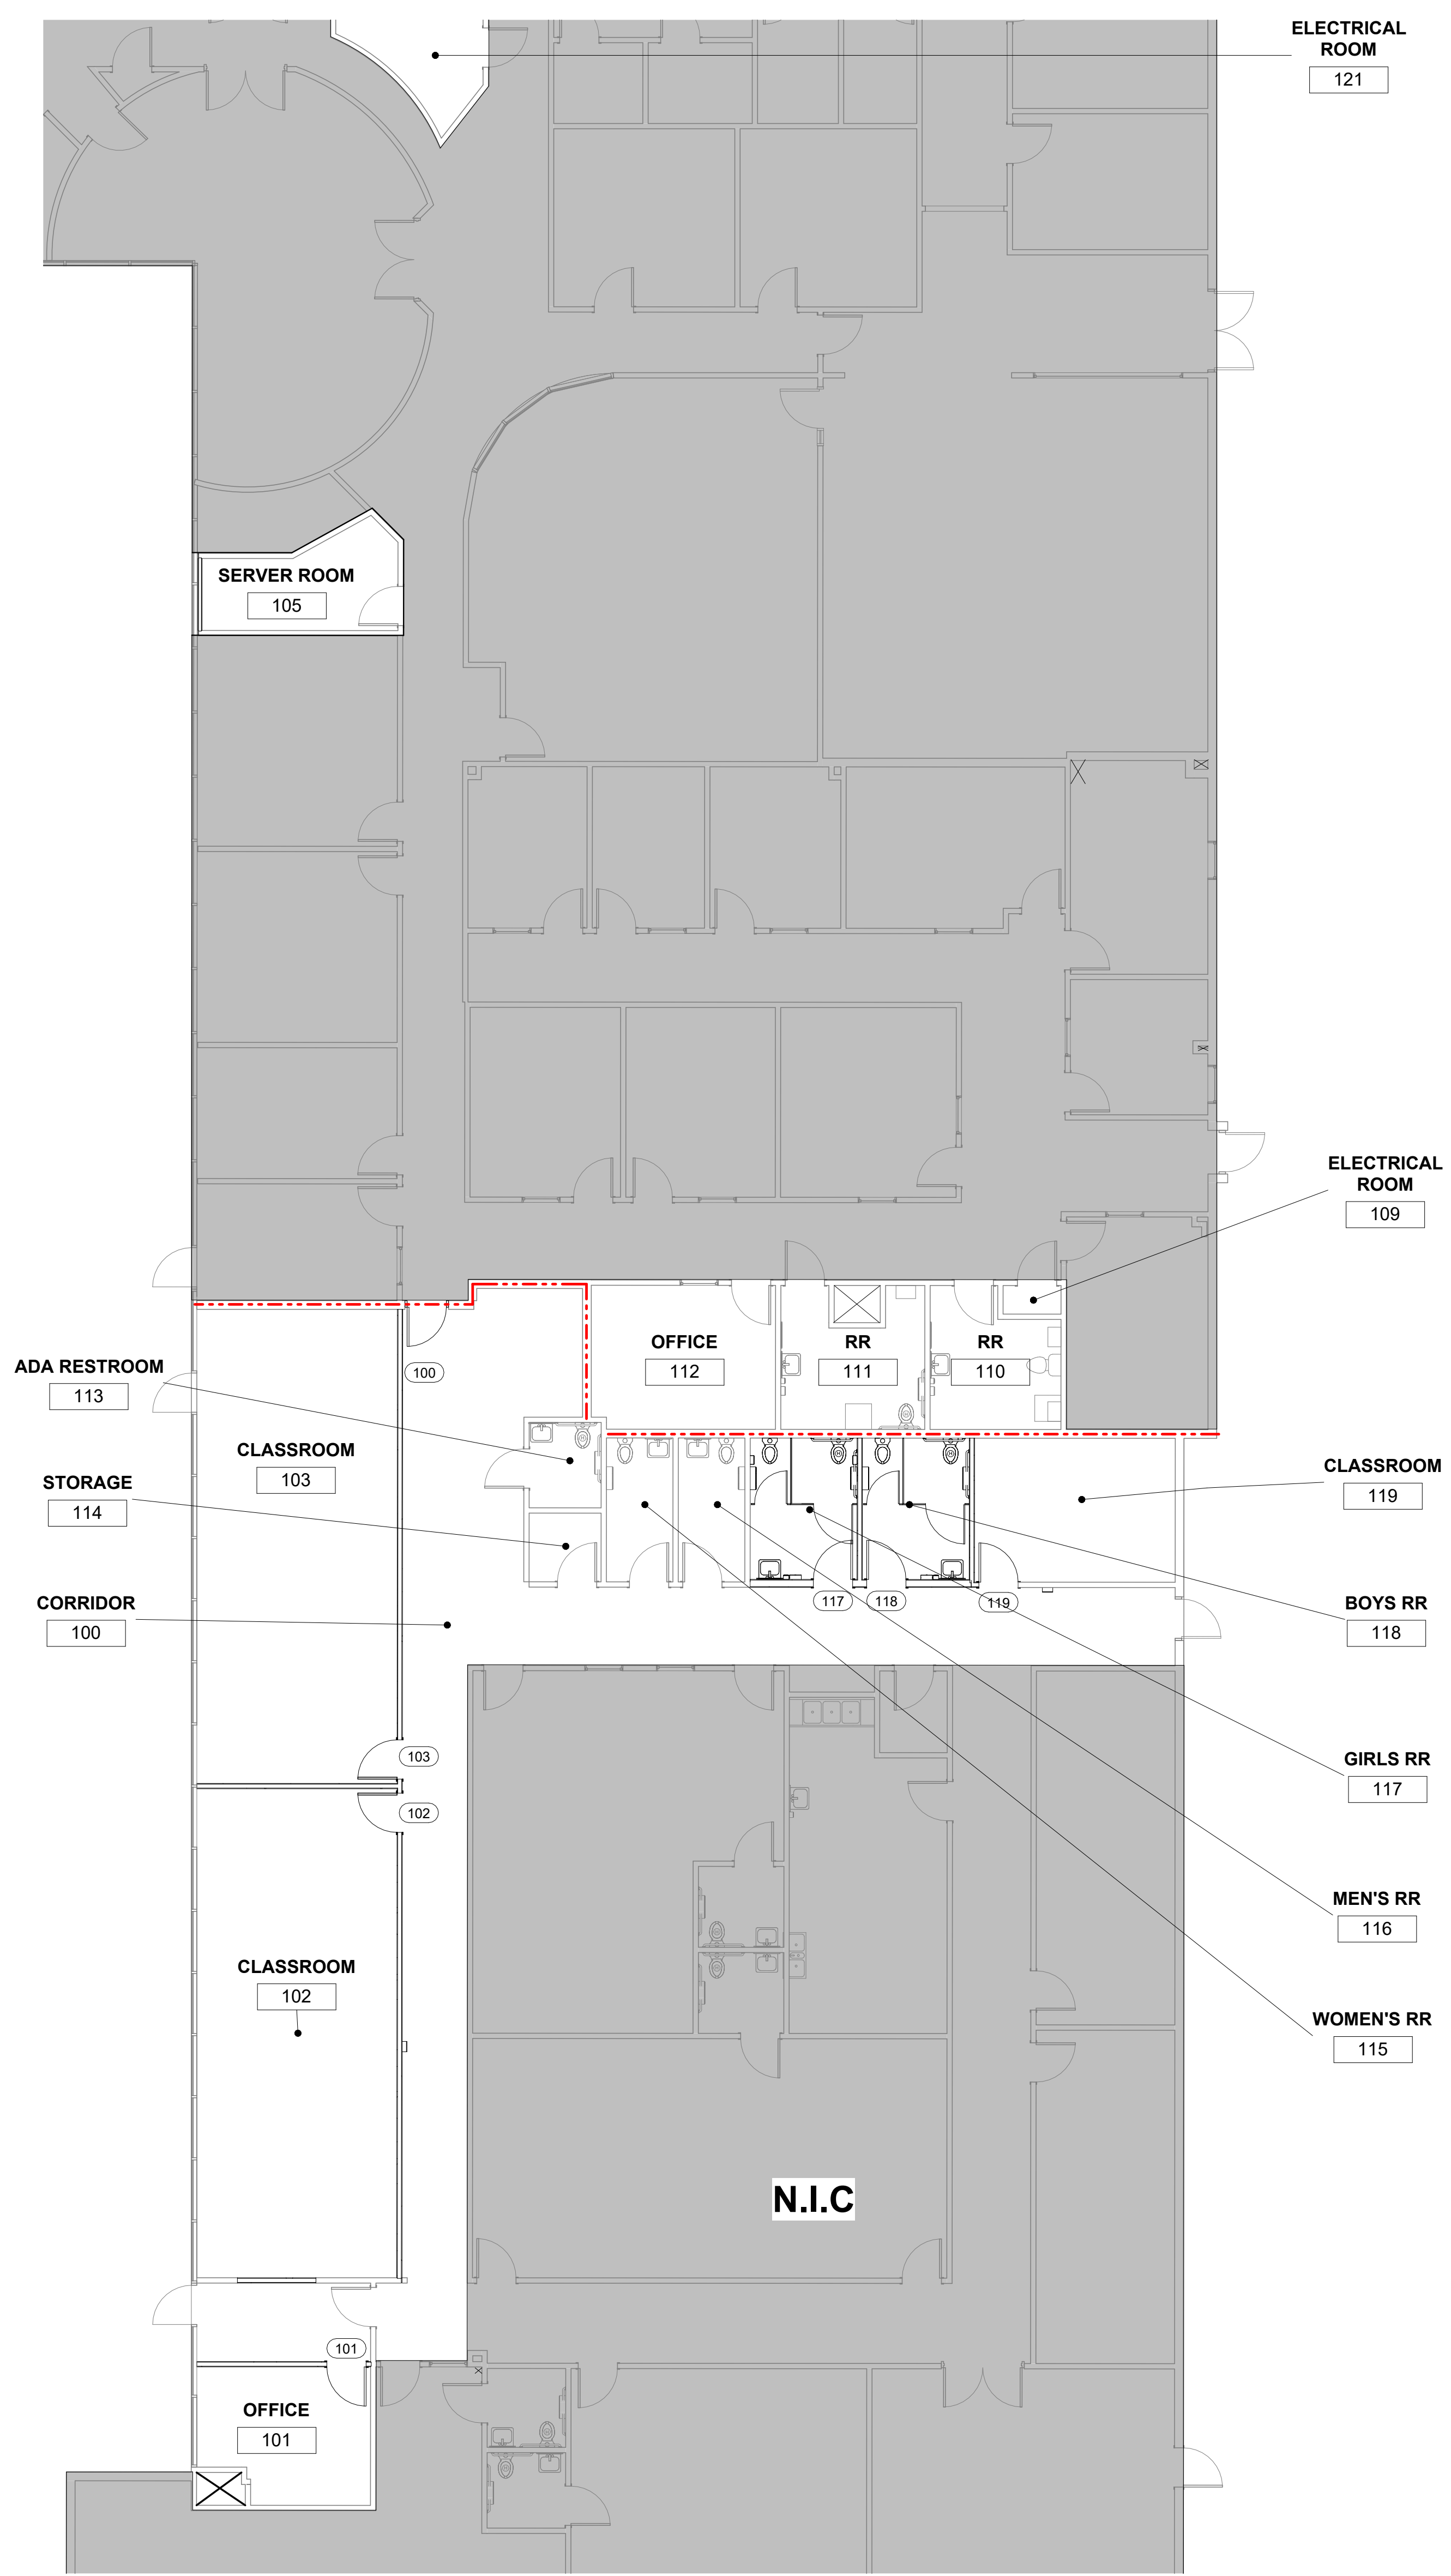 ELECTRICAL
ROOM
121
SERVER ROOM
105
ELECTRICAL
ROOM
109
OFFICE
112
RR
111
RR
110
ADA RESTROOM
113
100
CLASSROOM
103
STORAGE
114
CLASSROOM
119
CORRIDOR
100
117
118
119
BOYS RR
118
103
GIRLS RR
117
102
MEN'S RR
116
CLASSROOM
102
WOMEN'S RR
115
N.I.C
101
OFFICE
101